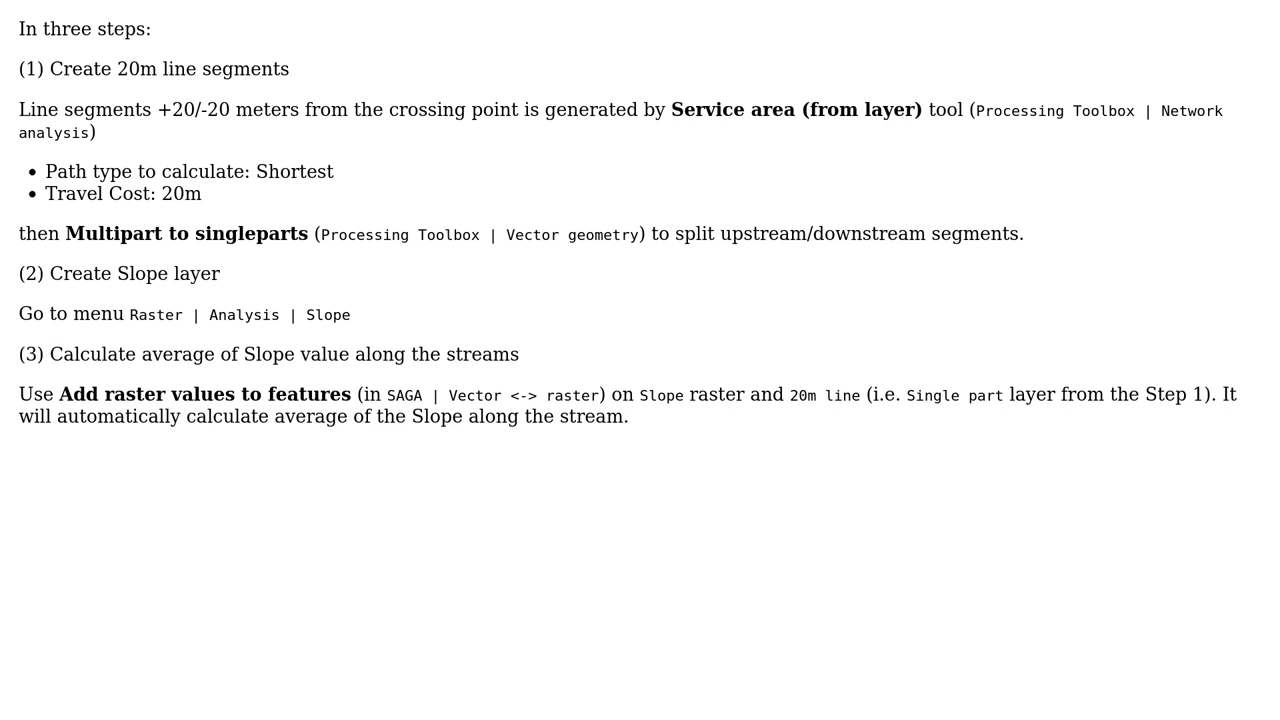 In three steps:
(1) Create 20m line segments
Line segments +20/-20 meters from the crossing point is generated by Service area (from layer) tool (Processing Toolbox | Network
analysis)
• Path type to calculate: Shortest
• Travel Cost: 20m
then Multipart to singleparts (Processing Toolbox | Vector geometry) to split upstream/downstream segments.
(2) Create Slope layer
Go to menu Raster | Analysis | Slope
(3) Calculate average of Slope value along the streams
Use Add raster values to features (in SAGA | Vector <-> raster) on Slope raster and 20m line (i.e. Single part layer from the Step 1). It
will automatically calculate average of the Slope along the stream.